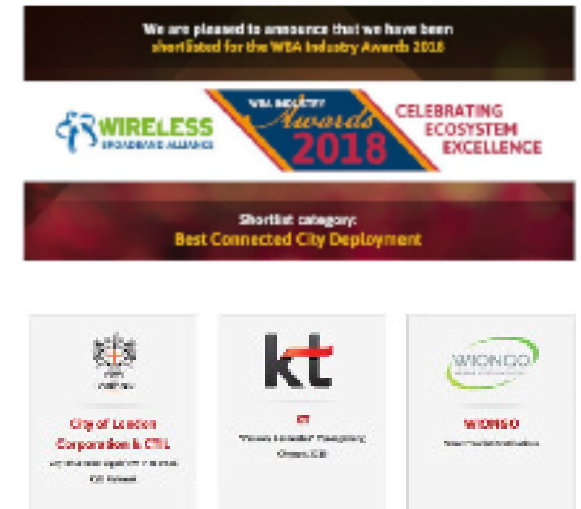 We are pleased to announce that we have been
shortlisted for the WBA Industry Awards 2018
WIRELESS
BROADBAND ALLIANCE
WBA INDUSTRY
Awards
2018
CELEBRATING
ECOSYSTEM
EXCELLENCE
Shortlist category:
Best Connected City Deployment
kt
WIONGO
City of London
Corporation & CTIL
KT
WIONGO